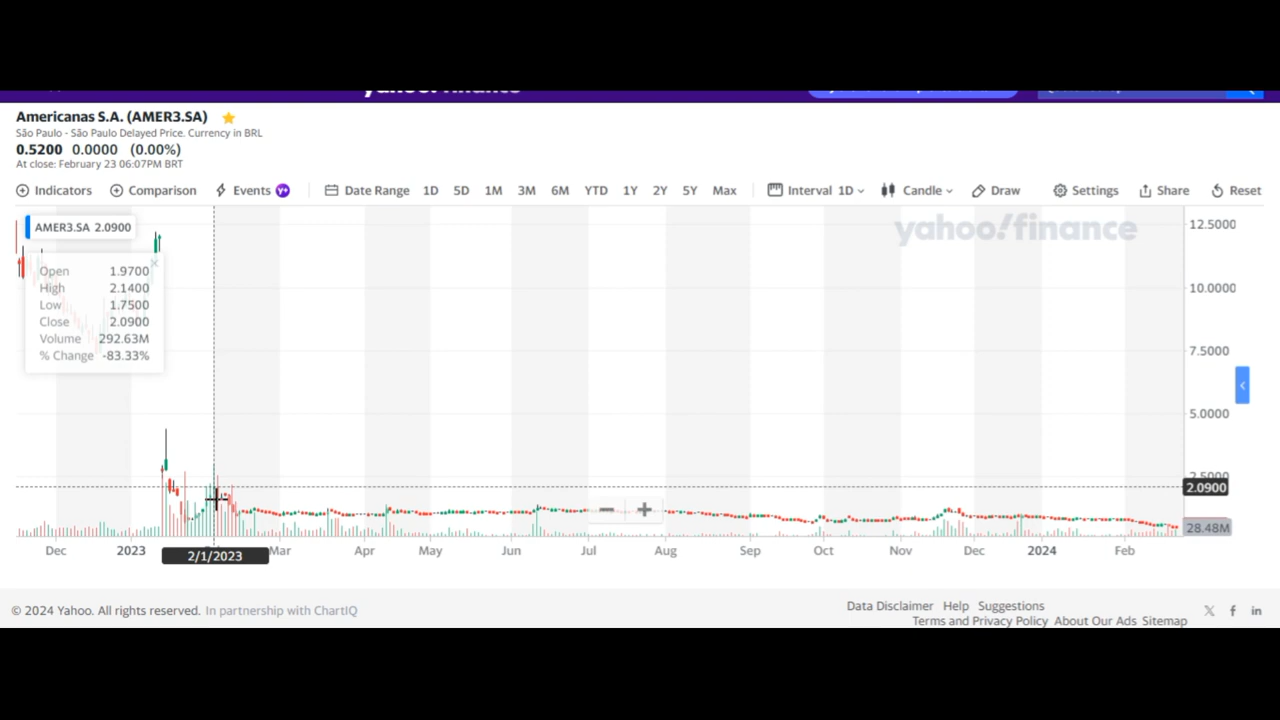 Americanas S.A. (AMER3.SA)
São Paulo - São Paulo Delayed Price. Currency in BRL
0.5200 0.0000 (0.00%)
At close: February 23 06:07PM BRT
Indicators Comparison Events Y+ Date Range 1D 5D 1M 3M 6M YTD 1Y 2Y 5Y Max Interval 1D Candle Draw Settings Share Reset
AMER3.SA 2.0900
Open 1.9700
High 2.1400
Low 1.7500
Close 2.0900
Volume 292.63M
% Change -83.33%
yahoo!finance
12.5000
10.0000
7.5000
5.0000
2.5000
2.0900
28.48M
Dec 2023 Mar Apr May Jun Jul Aug Sep Oct Nov Dec 2024 Feb
2/1/2023
© 2024 Yahoo. All rights reserved. In partnership with ChartIQ
Data Disclaimer Help Suggestions
Terms and Privacy Policy About Our Ads Sitemap